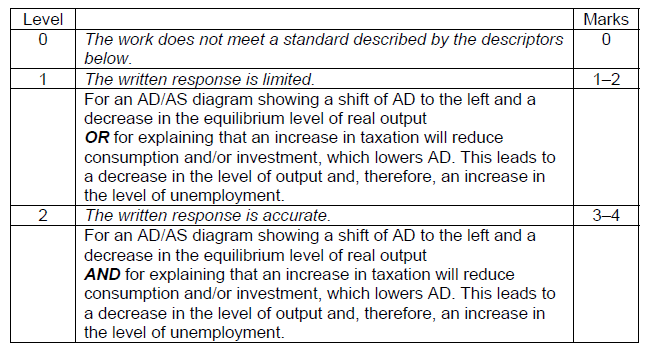 Level Marks
0 The work does not meet a standard described by the descriptors 0
below.
1 The written response is limited. 1–2
For an AD/AS diagram showing a shift of AD to the left and a
decrease in the equilibrium level of real output
OR for explaining that an increase in taxation will reduce
consumption and/or investment, which lowers AD. This leads to
a decrease in the level of output and, therefore, an increase in
the level of unemployment.
2 The written response is accurate. 3–4
For an AD/AS diagram showing a shift of AD to the left and a
decrease in the equilibrium level of real output
AND for explaining that an increase in taxation will reduce
consumption and/or investment, which lowers AD. This leads to
a decrease in the level of output and, therefore, an increase in
the level of unemployment.